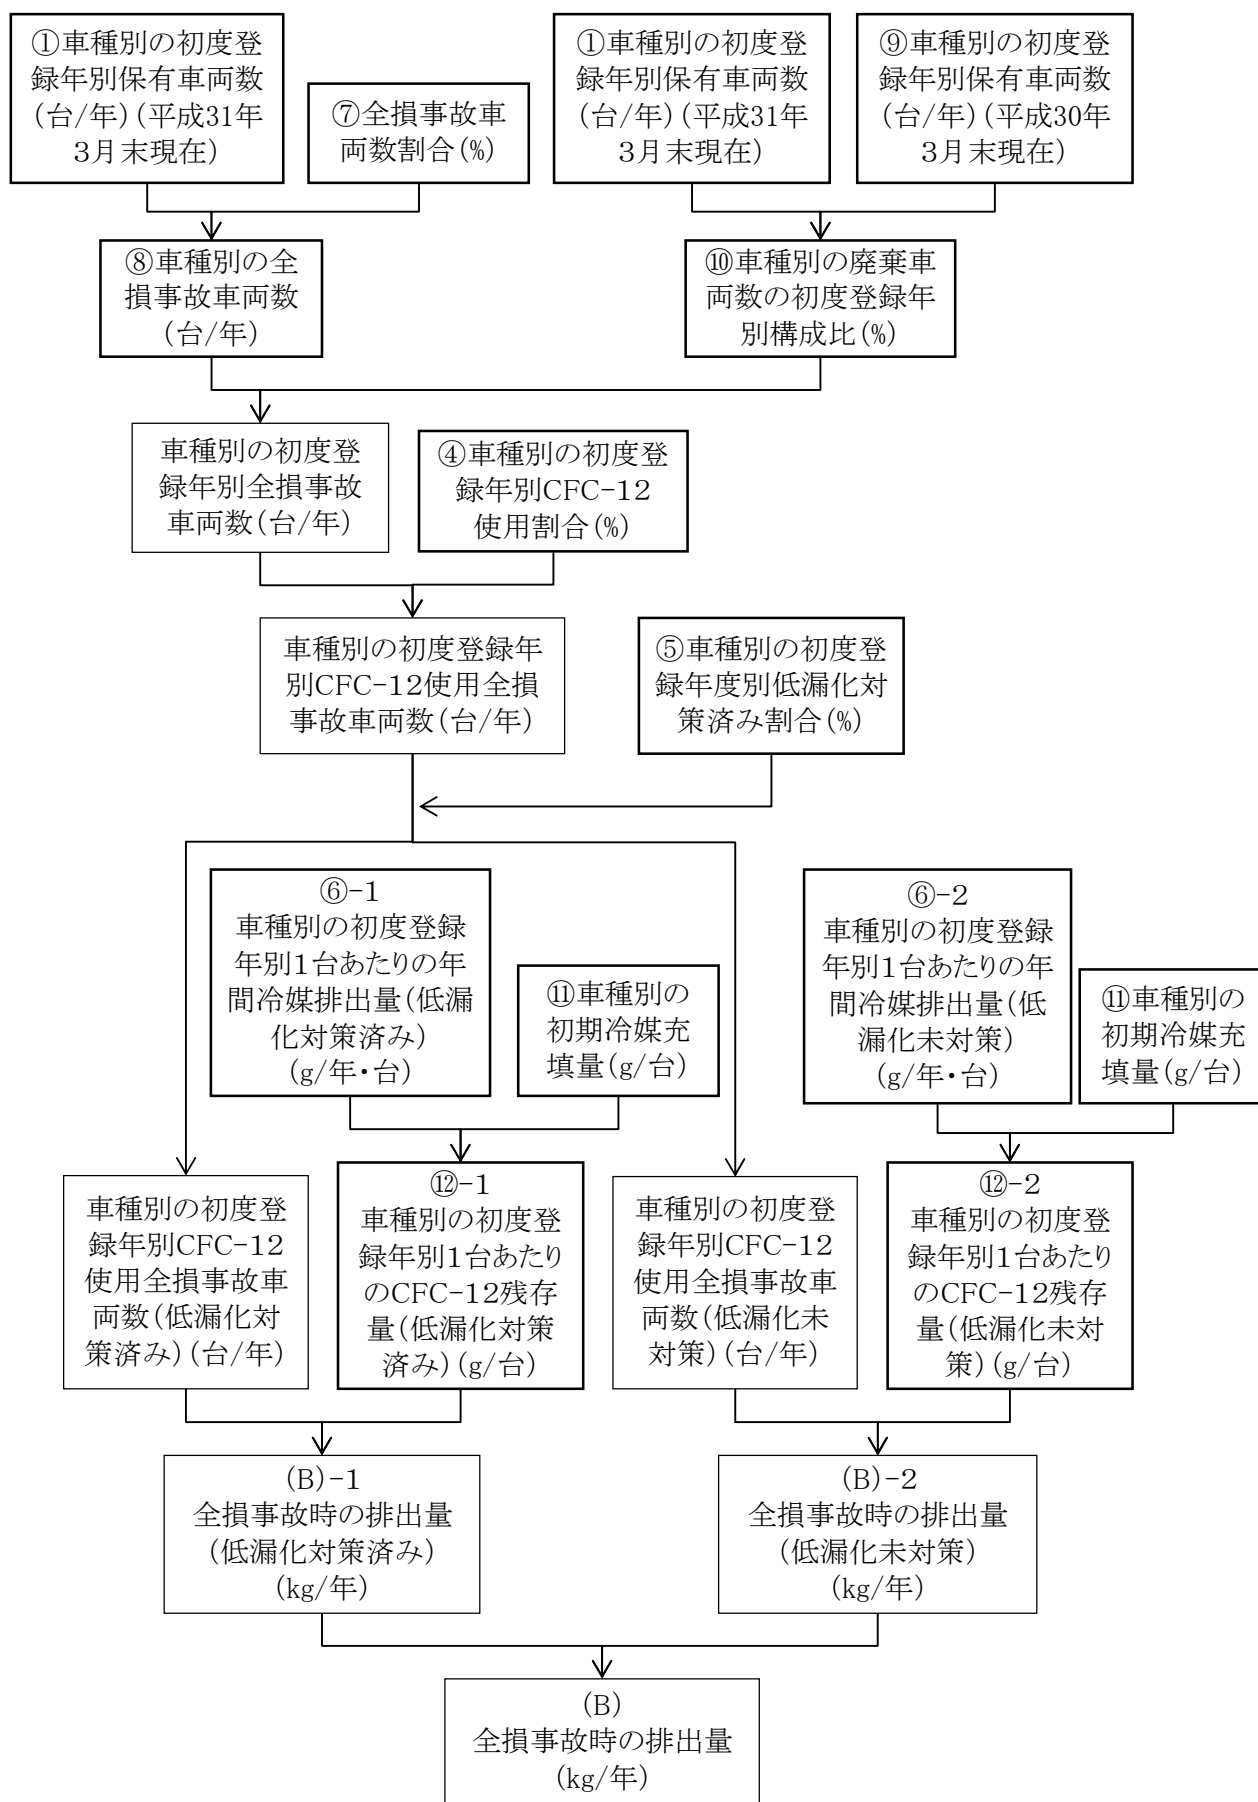 ①車種別の初度登
録年別保有車両数
(台/年)(平成31年
3月末現在)
⑦全損事故車
両数割合(%)
①車種別の初度登
録年別保有車両数
(台/年)(平成31年
3月末現在)
⑨車種別の初度登
録年別保有車両数
(台/年)(平成30年
3月末現在)
⑧車種別の全
損事故車両数
(台/年)
⑩車種別の廃棄車
両数の初度登録年
別構成比(%)
車種別の初度登
録年別全損事故
車両数(台/年)
④車種別の初度登
録年別CFC-12
使用割合(%)
車種別の初度登録年
別CFC-12使用全損
事故車両数(台/年)
⑤車種別の初度登
録年度別低漏化対
策済み割合(%)
⑥-1
車種別の初度登録
年別1台あたりの年
間冷媒排出量(低漏
化対策済み)
(g/年・台)
⑪車種別の
初期冷媒充
填量(g/台)
⑥-2
車種別の初度登録
年別1台あたりの年
間冷媒排出量(低
漏化未対策)
(g/年・台)
⑪車種別の
初期冷媒充
填量(g/台)
車種別の初度登
録年別CFC-12
使用全損事故車
両数(低漏化対
策済み)(台/年)
⑫-1
車種別の初度登
録年別1台あたり
のCFC-12残存
量(低漏化対策
済み)(g/台)
車種別の初度登
録年別CFC-12
使用全損事故車
両数(低漏化未
対策)(台/年)
⑫-2
車種別の初度登
録年別1台あたり
のCFC-12残存
量(低漏化未対
策)(g/台)
(B)-1
全損事故時の排出量
(低漏化対策済み)
(kg/年)
(B)-2
全損事故時の排出量
(低漏化未対策)
(kg/年)
(B)
全損事故時の排出量
(kg/年)